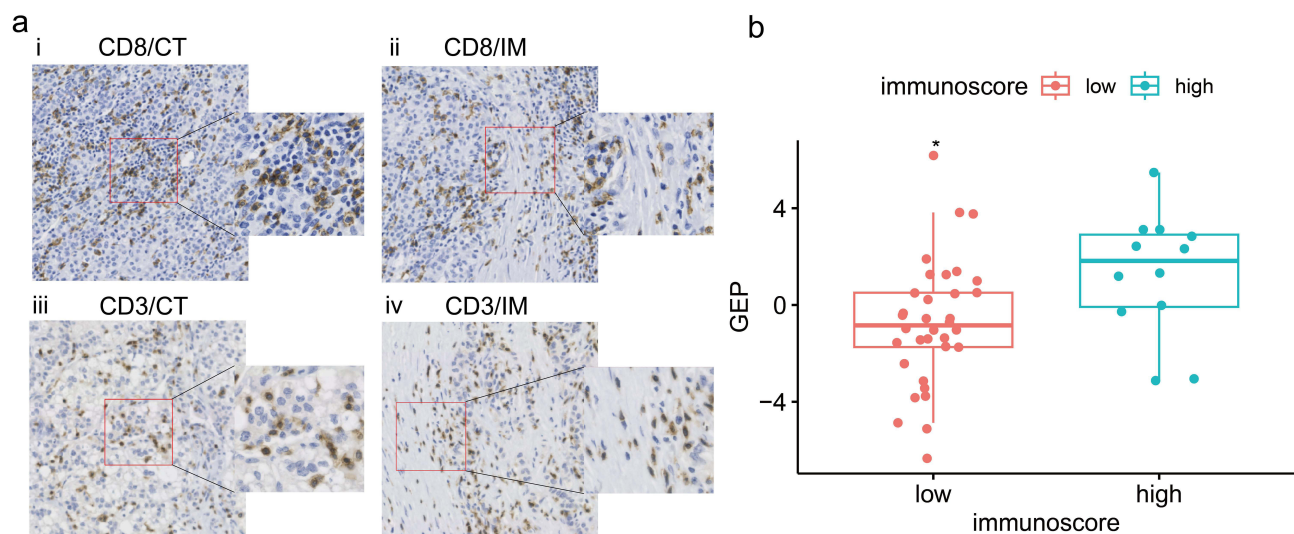 a
i CD8/CT
ii CD8/IM
iii CD3/CT
iv CD3/IM
b
immunoscore low high
*
GEP
4
0
−4
low high
immunoscore